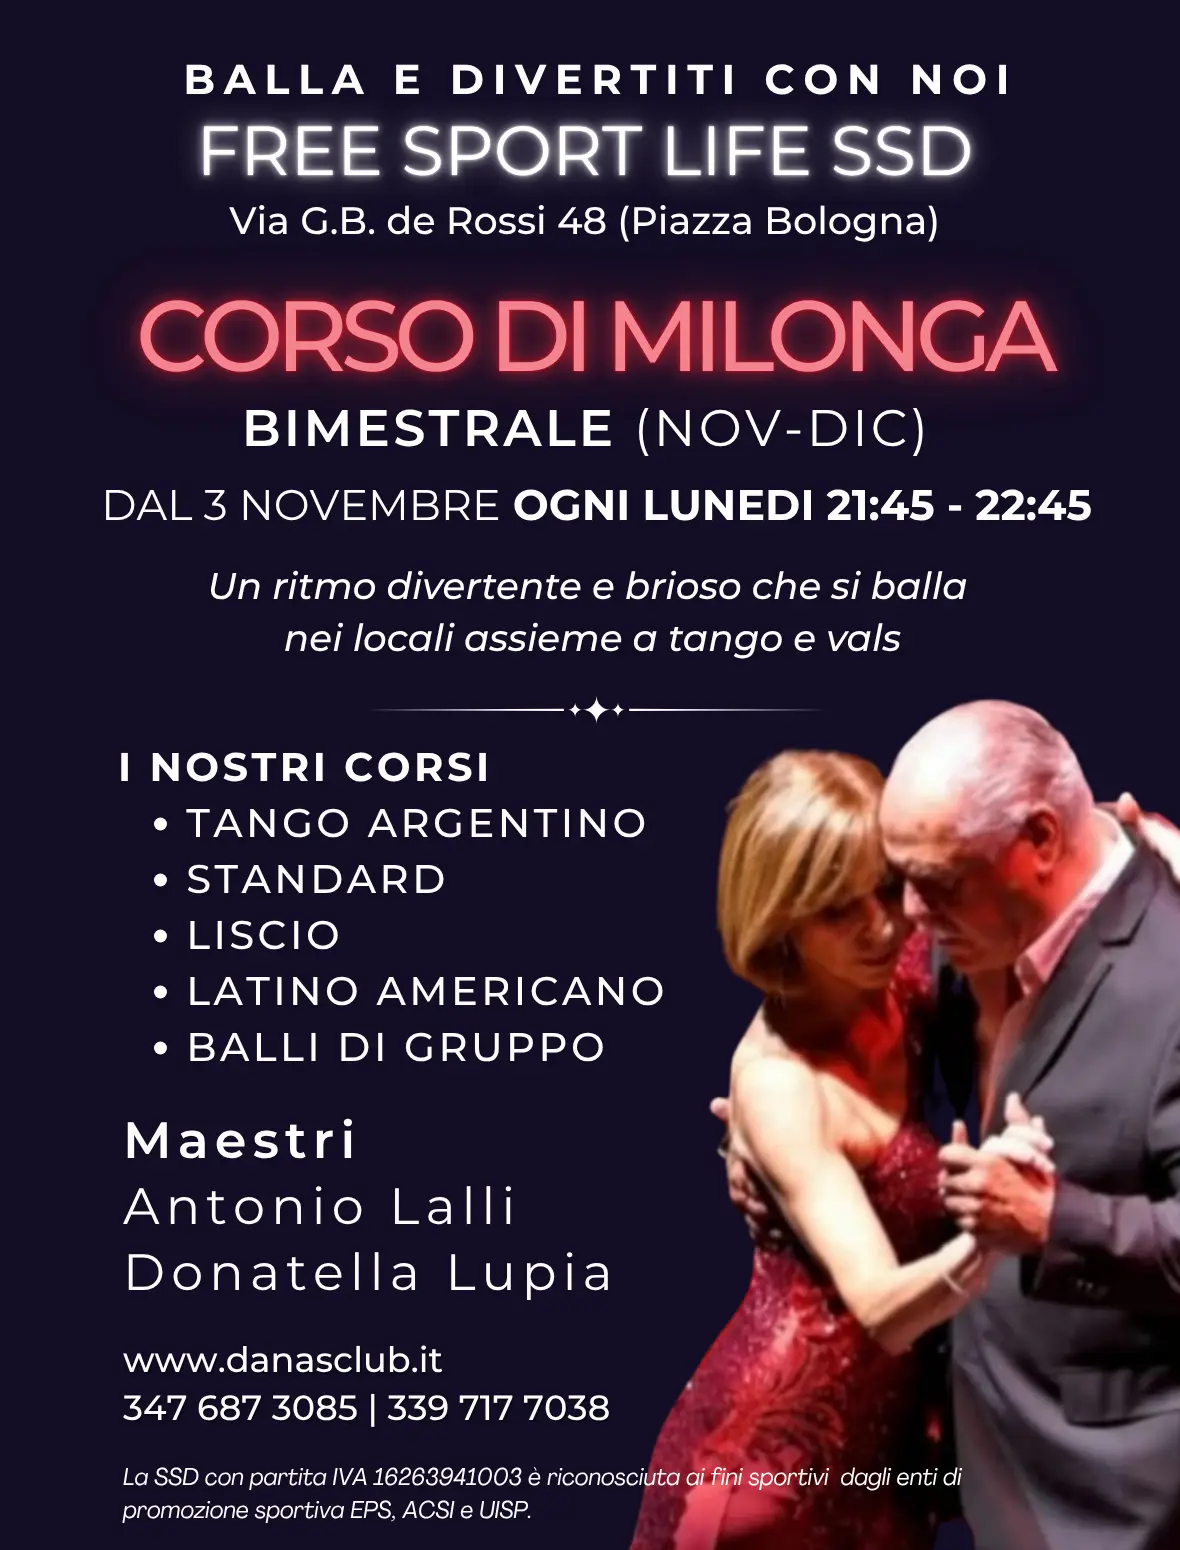 BALLA E DIVERTITI CON NOI
FREE SPORT LIFE SSD
Via G.B. de Rossi 48 (Piazza Bologna)
CORSO DI MILONGA
BIMESTRALE (NOV-DIC)
DAL 3 NOVEMBRE OGNI LUNEDI 21:45 - 22:45
Un ritmo divertente e brioso che si balla
nei locali assieme a tango e vals
I NOSTRI CORSI
• TANGO ARGENTINO
• STANDARD
• LISCIO
• LATINO AMERICANO
• BALLI DI GRUPPO
Maestri
Antonio Lalli
Donatella Lupia
www.danasclub.it
347 687 3085 | 339 717 7038
La SSD con partita IVA 16263941003 è riconosciuta ai fini sportivi dagli enti di
promozione sportiva EPS, ACSI e UISP.